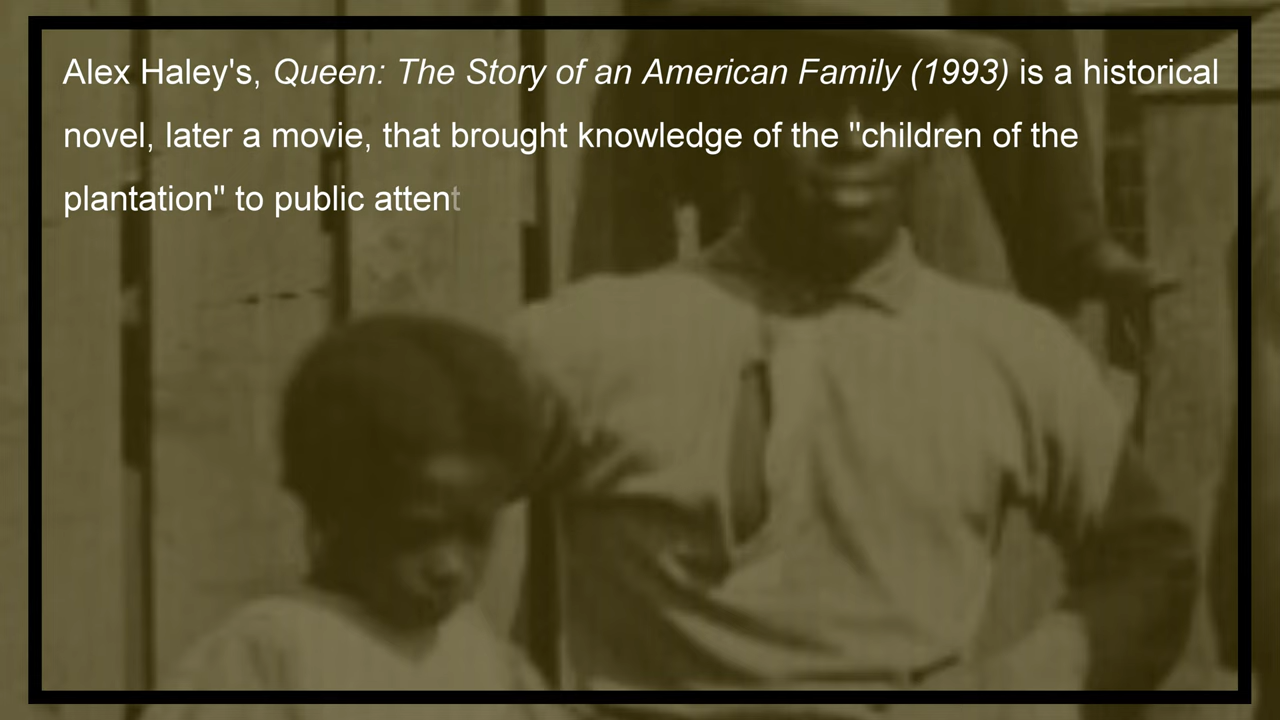 Alex Haley's, Queen: The Story of an American Family (1993) is a historical
novel, later a movie, that brought knowledge of the "children of the
plantation" to public attent